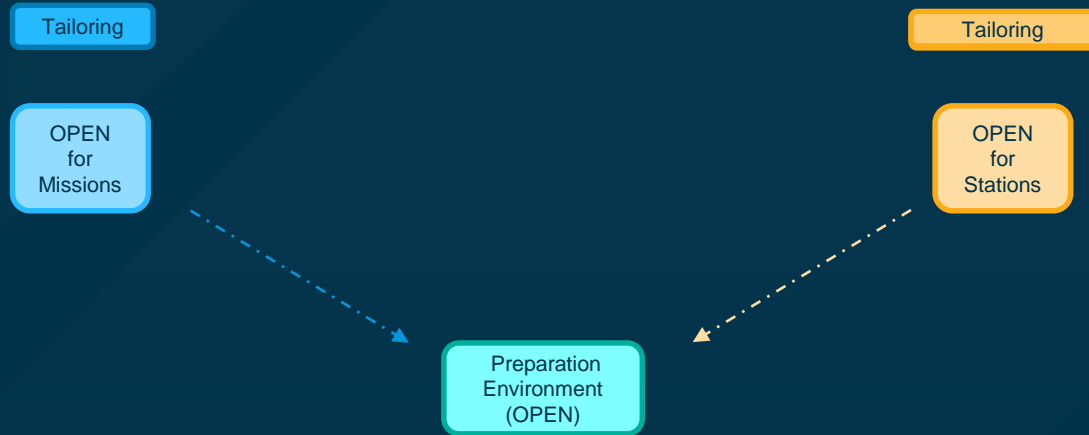 Tailoring
Tailoring
OPEN
for
Missions
OPEN
for
Stations
Preparation
Environment
(OPEN)